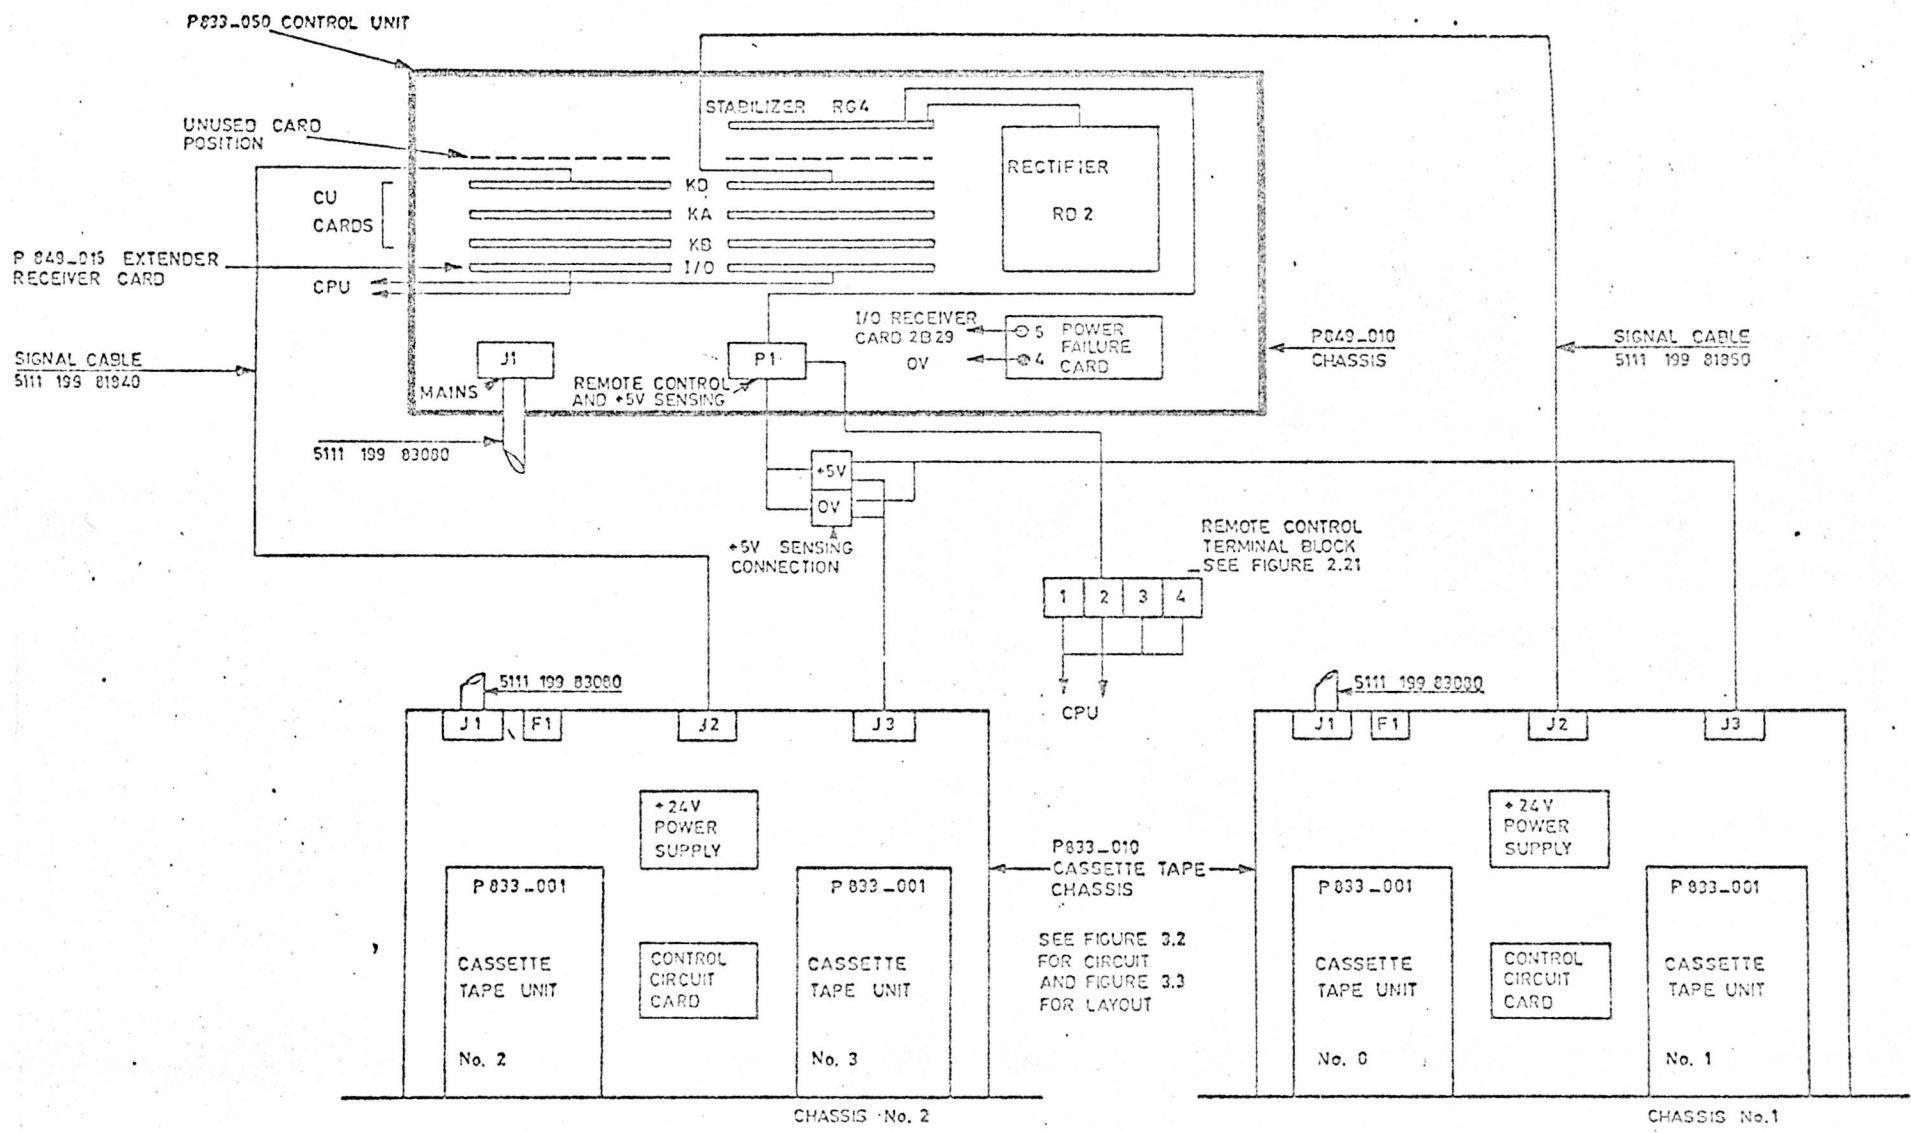 P833_050 CONTROL UNIT
STABILIZER RG4
UNUSED CARD
POSITION
RECTIFIER
RD 2
CU
CARDS
KD
KA
KB
I/O
P 849_015 EXTENDER
RECEIVER CARD
CPU
I/O RECEIVER
CARD 2B29
0V
5
4
POWER
FAILURE
CARD
P849_010
CHASSIS
SIGNAL CABLE
5111 199 81850
SIGNAL CABLE
5111 199 81840
J1
P1
MAINS
REMOTE CONTROL
AND +5V SENSING
5111 199 83080
+5V
0V
+5V SENSING
CONNECTION
REMOTE CONTROL
TERMINAL BLOCK
SEE FIGURE 2.21
1 2 3 4
CPU
5111 199 83080
J1 F1 J2 J3
+24V
POWER
SUPPLY
P833_001
CASSETTE
TAPE UNIT
No. 2
CONTROL
CIRCUIT
CARD
P833_001
CASSETTE
TAPE UNIT
No. 3
CHASSIS No. 2
P833_010
CASSETTE TAPE
CHASSIS
SEE FIGURE 3.2
FOR CIRCUIT
AND FIGURE 3.3
FOR LAYOUT
5111 199 83080
J1 F1 J2 J3
+24V
POWER
SUPPLY
P833_001
CASSETTE
TAPE UNIT
No. 0
CONTROL
CIRCUIT
CARD
P833_001
CASSETTE
TAPE UNIT
No. 1
CHASSIS No.1